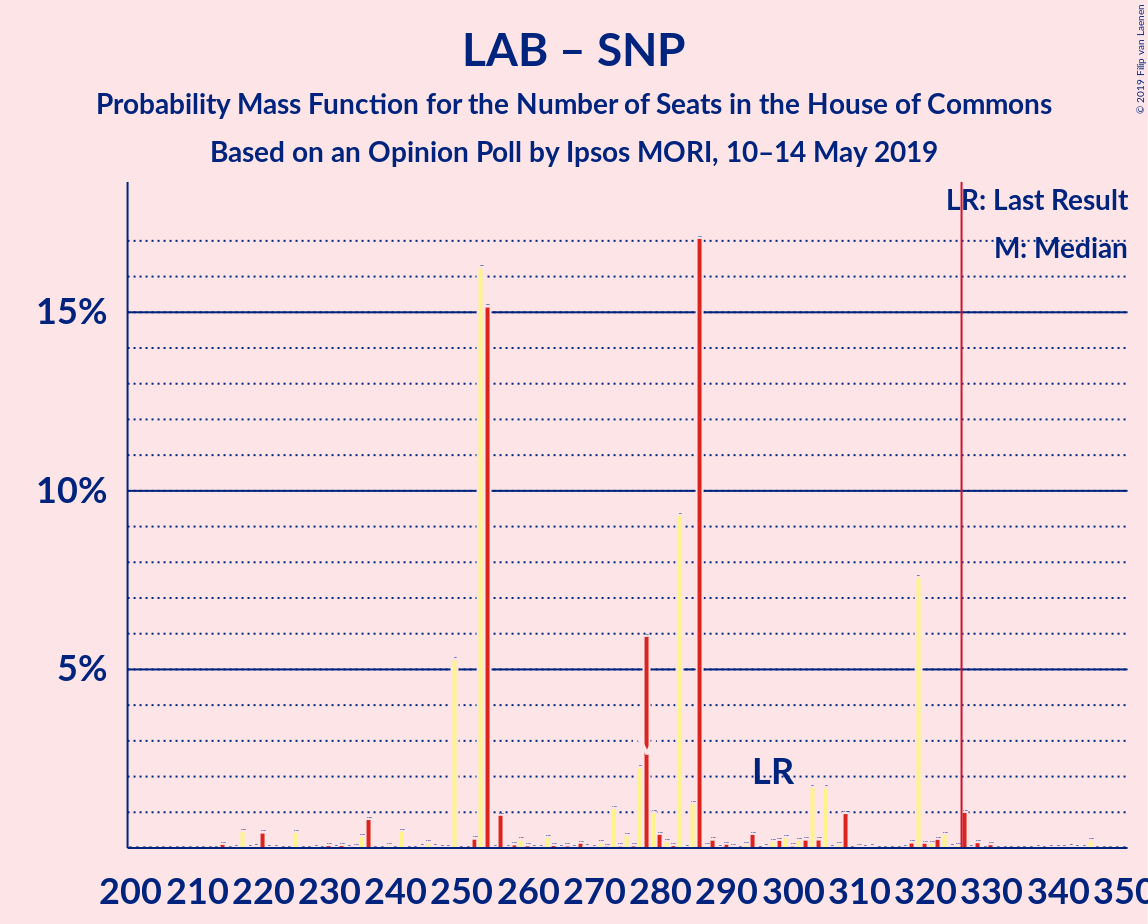 LAB – SNP
Probability Mass Function for the Number of Seats in the House of Commons
Based on an Opinion Poll by Ipsos MORI, 10–14 May 2019
© 2019 Filip van Laenen
LR: Last Result
M: Median
15%
10%
5%
LR
200 210 220 230 240 250 260 270 280 290 300 310 320 330 340 350